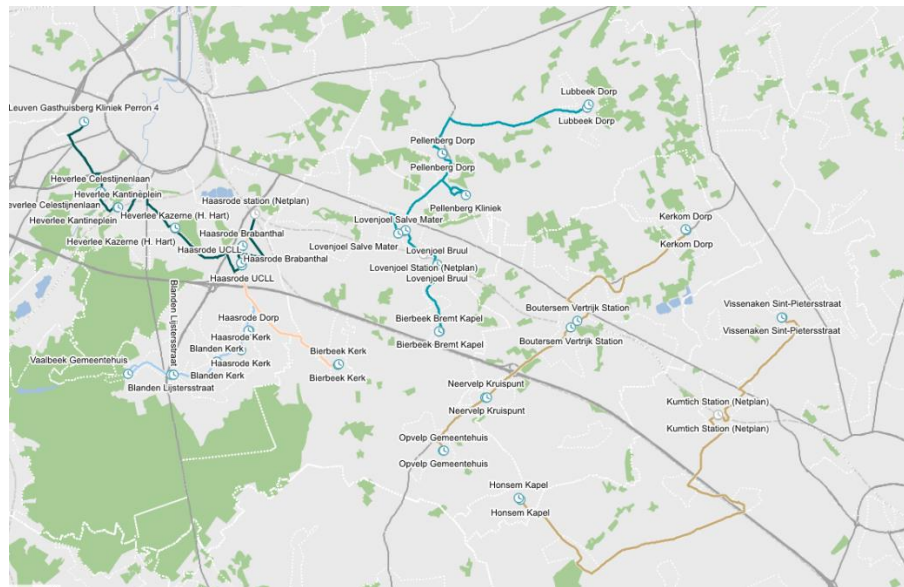 Lubbeek Dorp
Lubbeek Dorp
Leuven Gasthuisberg Kliniek Perron 4
Pellenberg Dorp
Pellenberg Dorp
Heverlee Celestijnenlaan
Heverlee Kantineplein
Haasrode station (Netplan)
Pellenberg Kliniek
Heverlee Celestijnenlaan
Heverlee Kazerne (H. Hart)
Kerkom Dorp
Heverlee Kantineplein
Lovenjoel Salve Mater
Haasrode Brabanthal
Heverlee Kazerne (H. Hart)
Kerkom Dorp
Lovenjoel Salve Mater
Haasrode UCLL
Lovenjoel Bruul
Haasrode Brabanthal
Lovenjoel Station (Netplan)
Haasrode UCLL
Lovenjoel Bruul
Blanden Lijstersstraat
Boutersem Vertrijk Station
Vissenaken Sint-Pietersstraat
Bierbeek Bremt Kapel
Haasrode Dorp
Vissenaken Sint-Pietersstraat
Haasrode Kerk
Boutersem Vertrijk Station
Bierbeek Bremt Kapel
Blanden Kerk
Bierbeek Kerk
Vaalbeek Gemeentehuis
Haasrode Kerk
Blanden Kerk
Bierbeek Kerk
Blanden Lijstersstraat
Neervelp Kruispunt
Kumtich Station (Netplan)
Neervelp Kruispunt
Kumtich Station (Netplan)
Opvelp Gemeentehuis
Opvelp Gemeentehuis
Honsem Kapel
Honsem Kapel